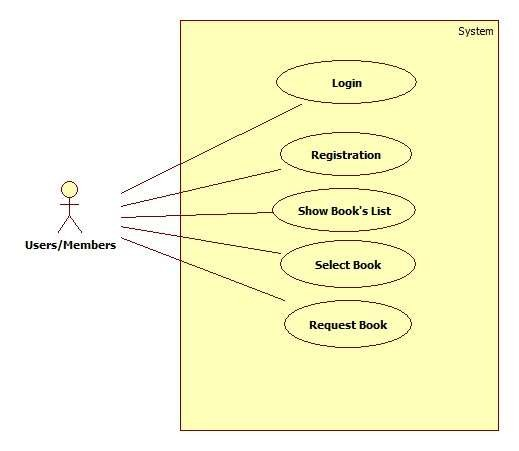 System
Login
Registration
Show Book's List
Select Book
Request Book
Users/Members